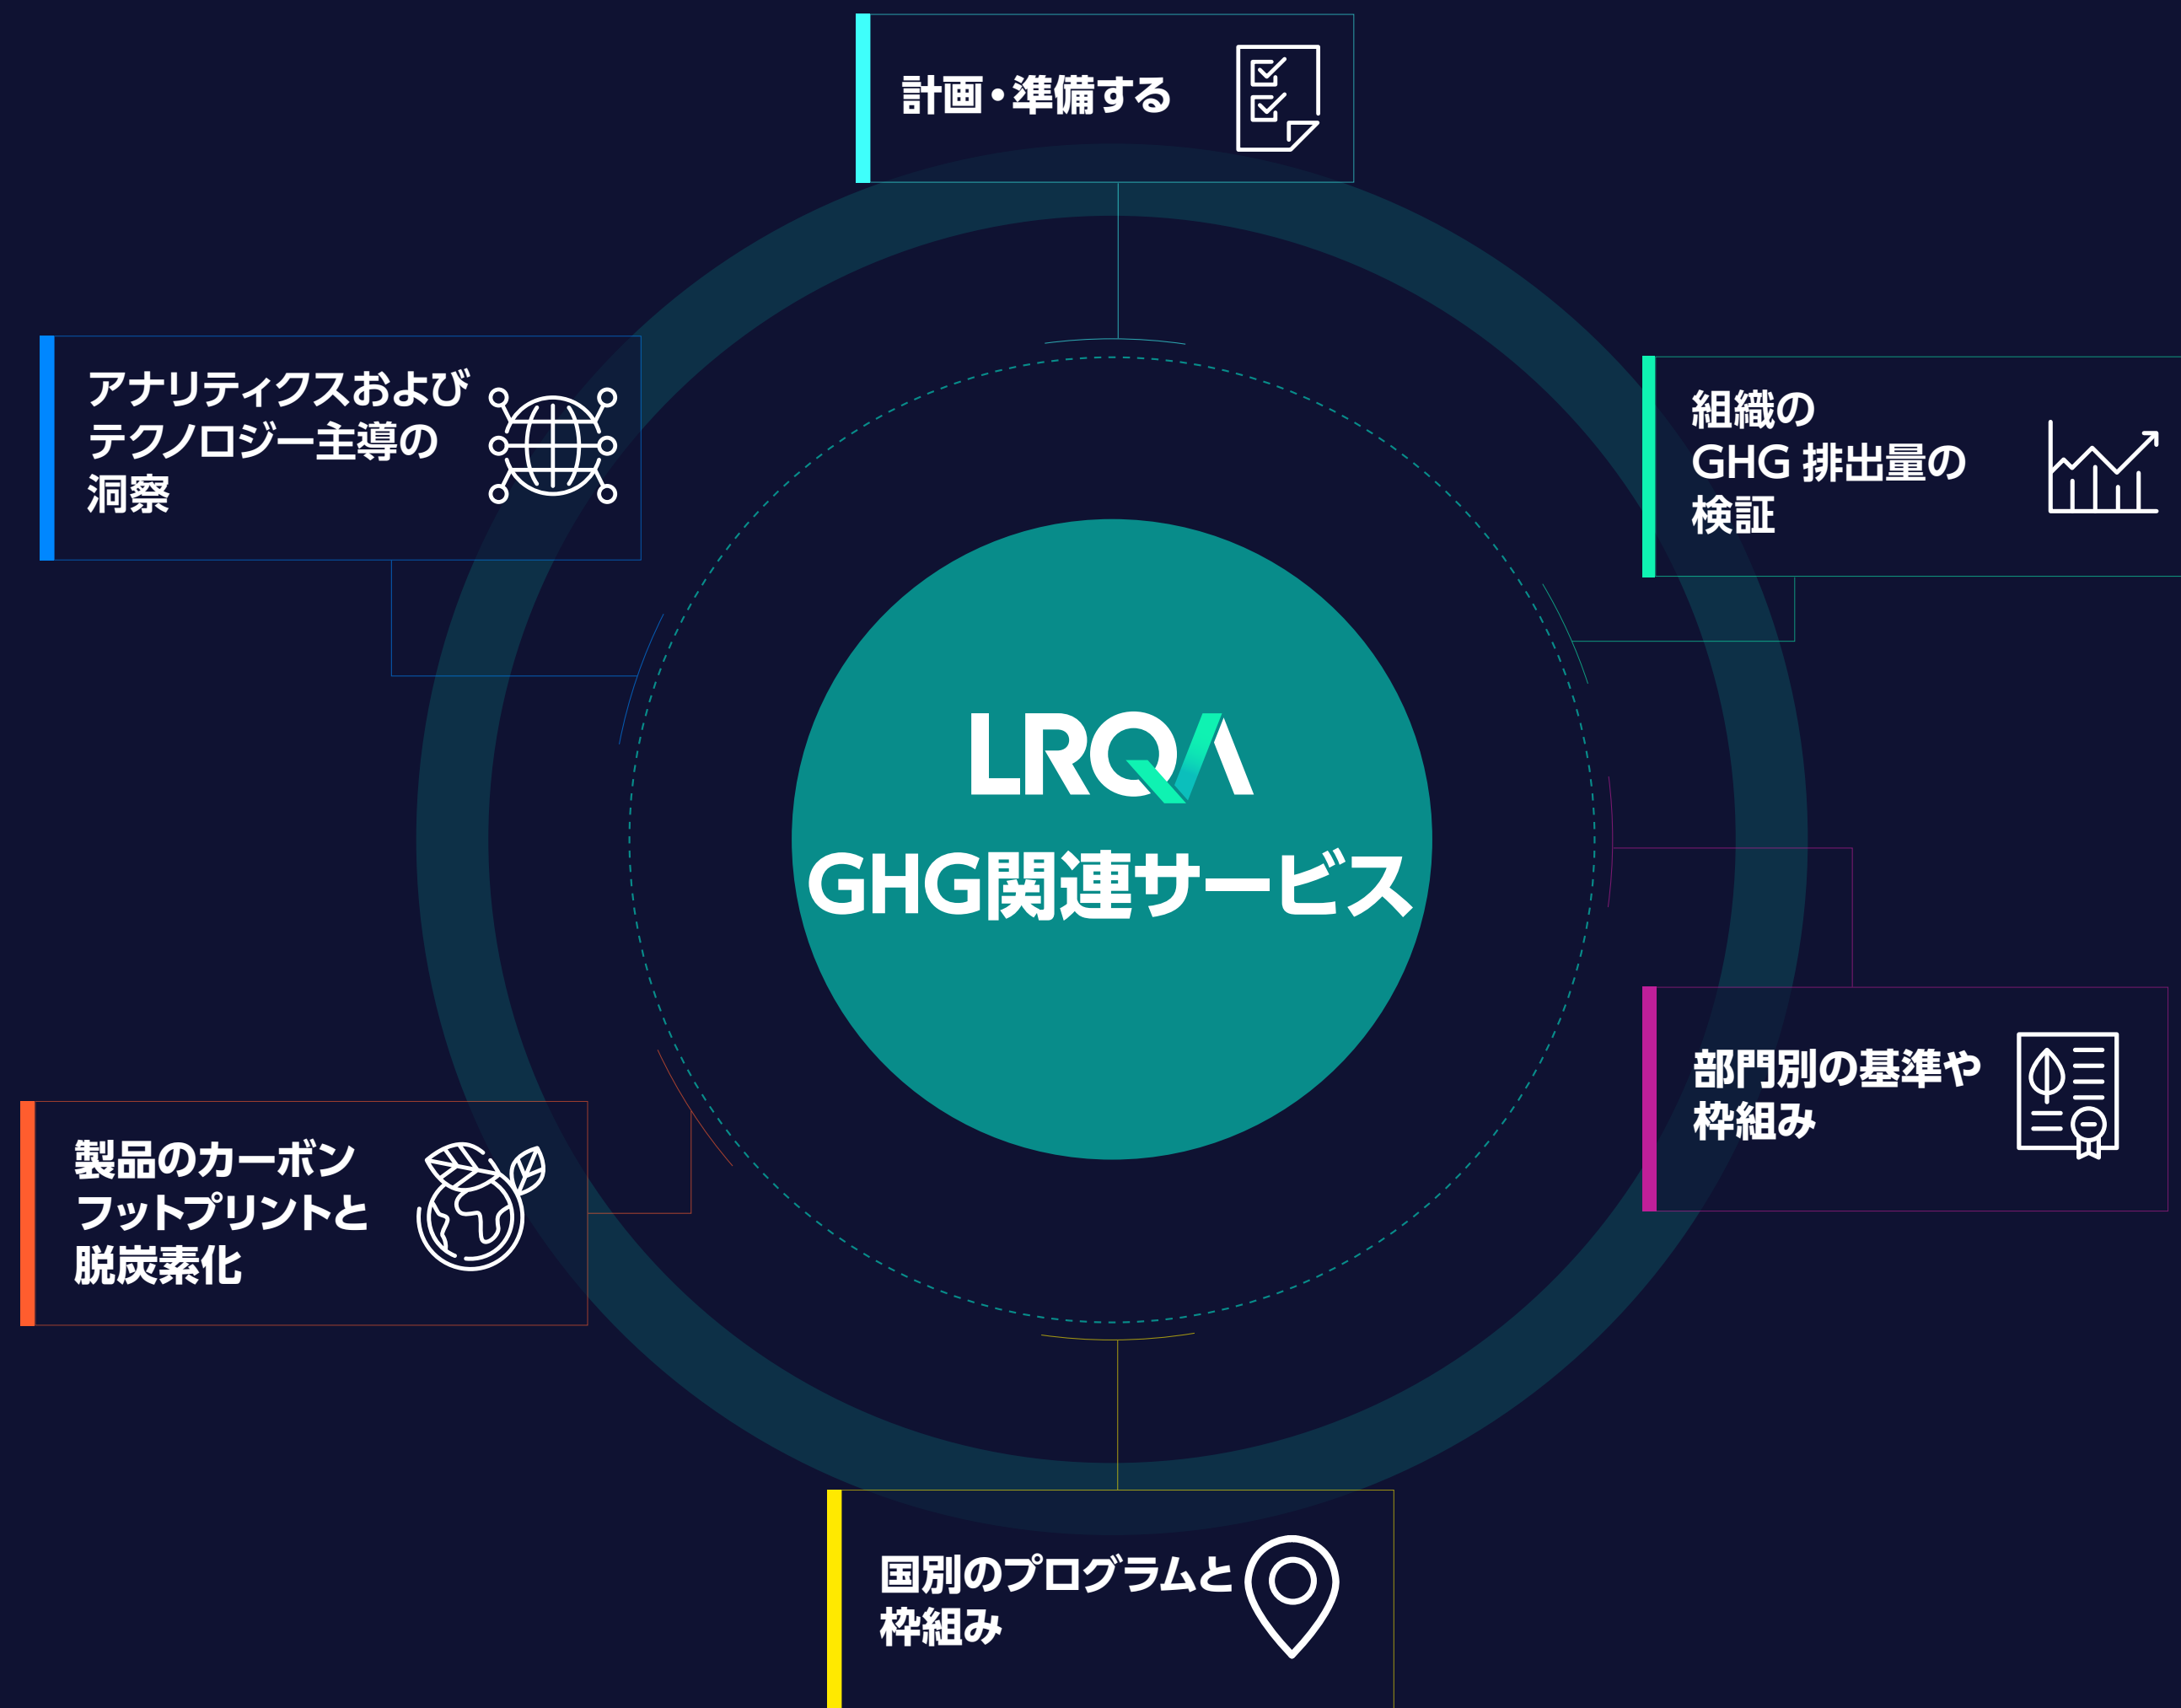 計画・準備する
アナリティクスおよび
テクノロジー主導の
洞察
組織の
GHG 排出量の
検証
LRQA
GHG関連サービス
部門別の基準や
枠組み
製品のカーボン
フットプリントと
脱炭素化
国別のプログラムと
枠組み